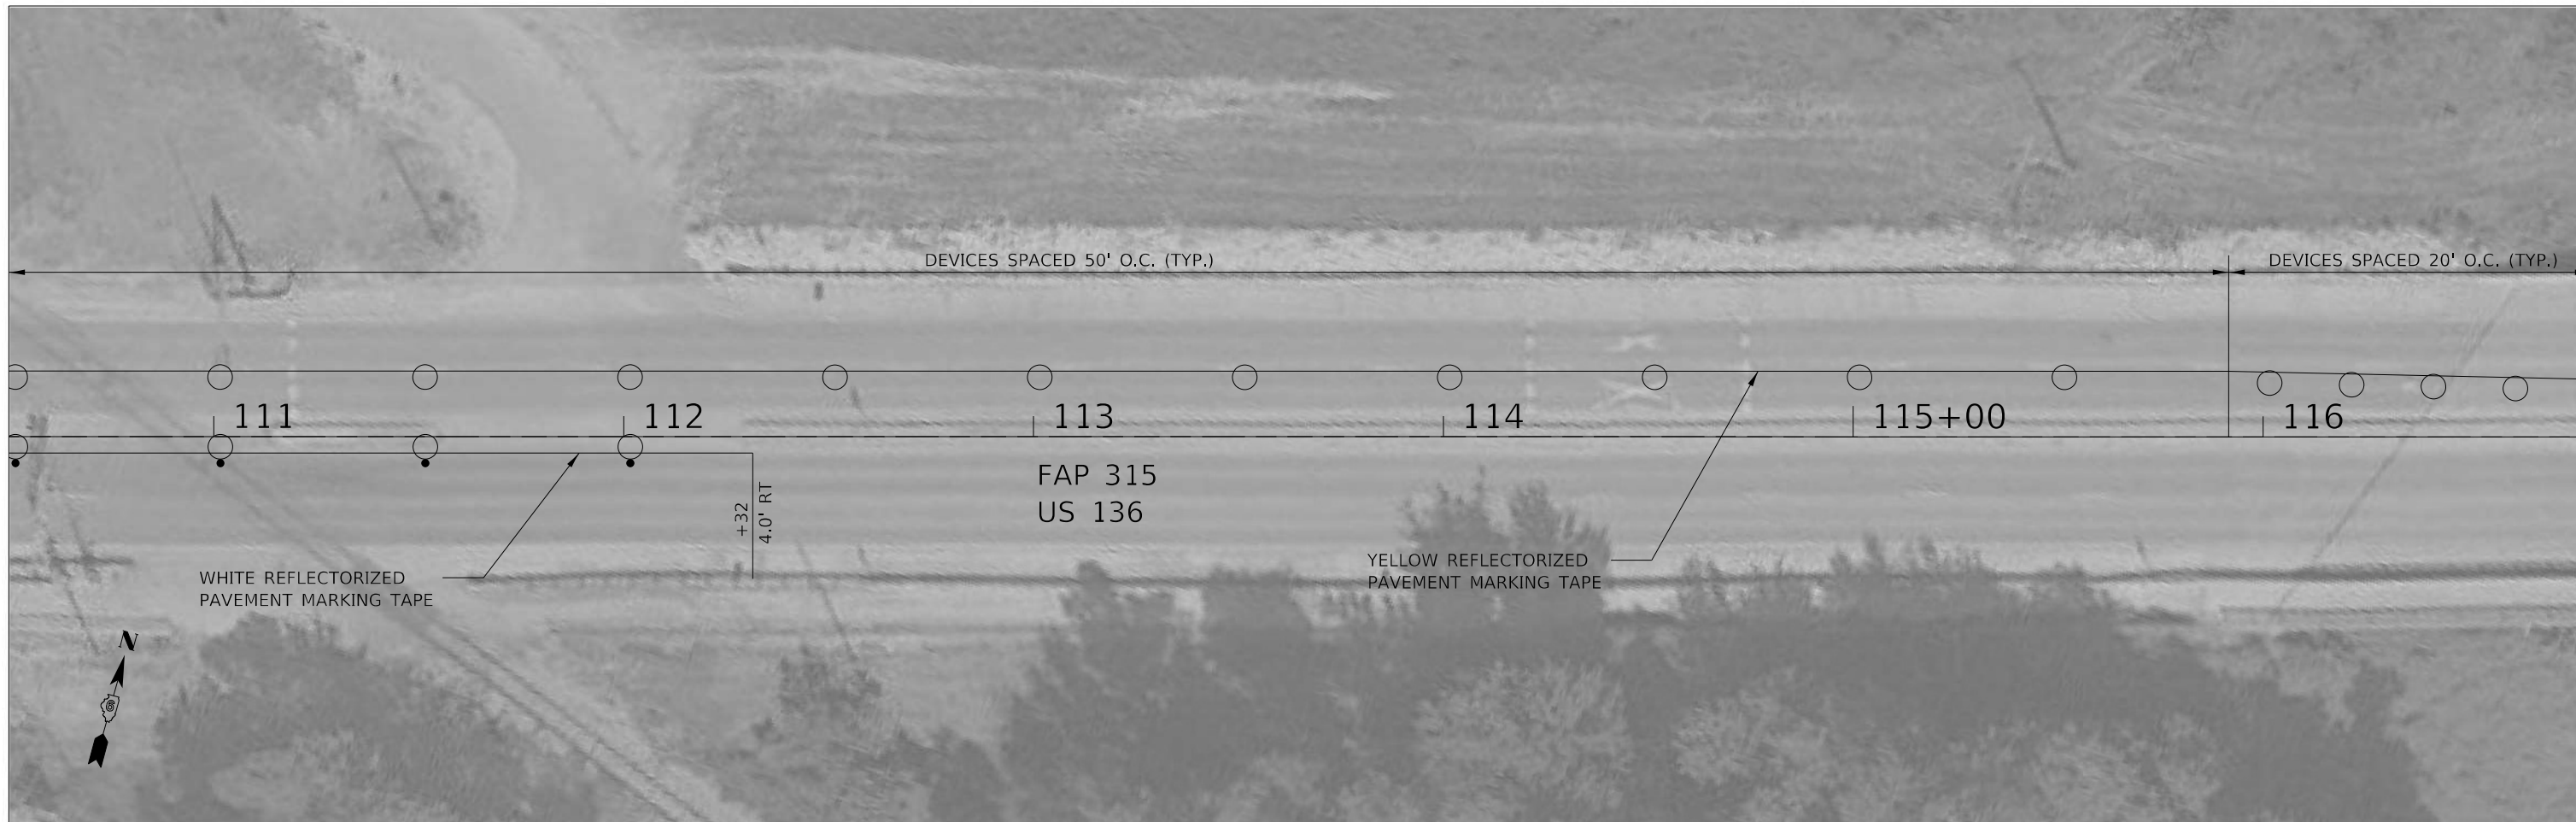 DEVICES SPACED 50' O.C. (TYP.)
DEVICES SPACED 20' O.C. (TYP.)
111
112
113
114
115+00
116
FAP 315
US 136
+32
4.0' RT
WHITE REFLECTORIZED
PAVEMENT MARKING TAPE
YELLOW REFLECTORIZED
PAVEMENT MARKING TAPE
N
6